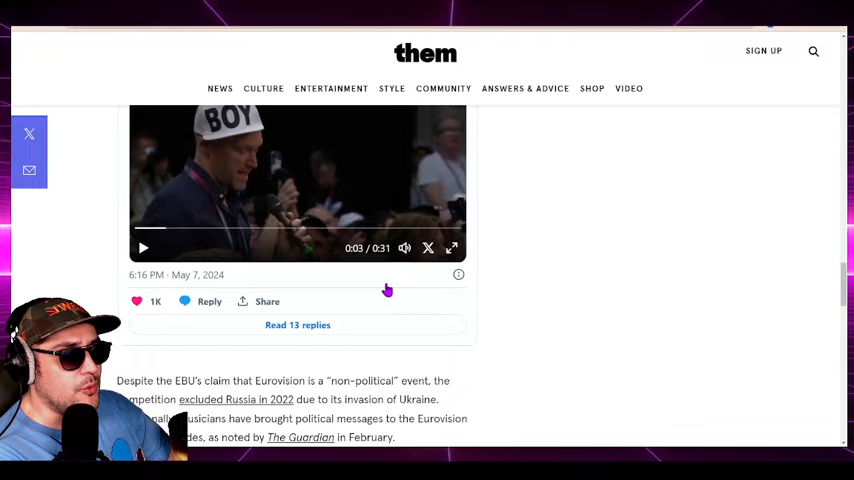 them
SIGN UP
NEWS CULTURE ENTERTAINMENT STYLE COMMUNITY ANSWERS & ADVICE SHOP VIDEO
BOY
0:03 / 0:31
6:16 PM · May 7, 2024
1K Reply Share
Read 13 replies
Despite the EBU's claim that Eurovision is a "non-political" event, the
competition excluded Russia in 2022 due to its invasion of Ukraine.
musicians have brought political messages to the Eurovision
as noted by The Guardian in February.